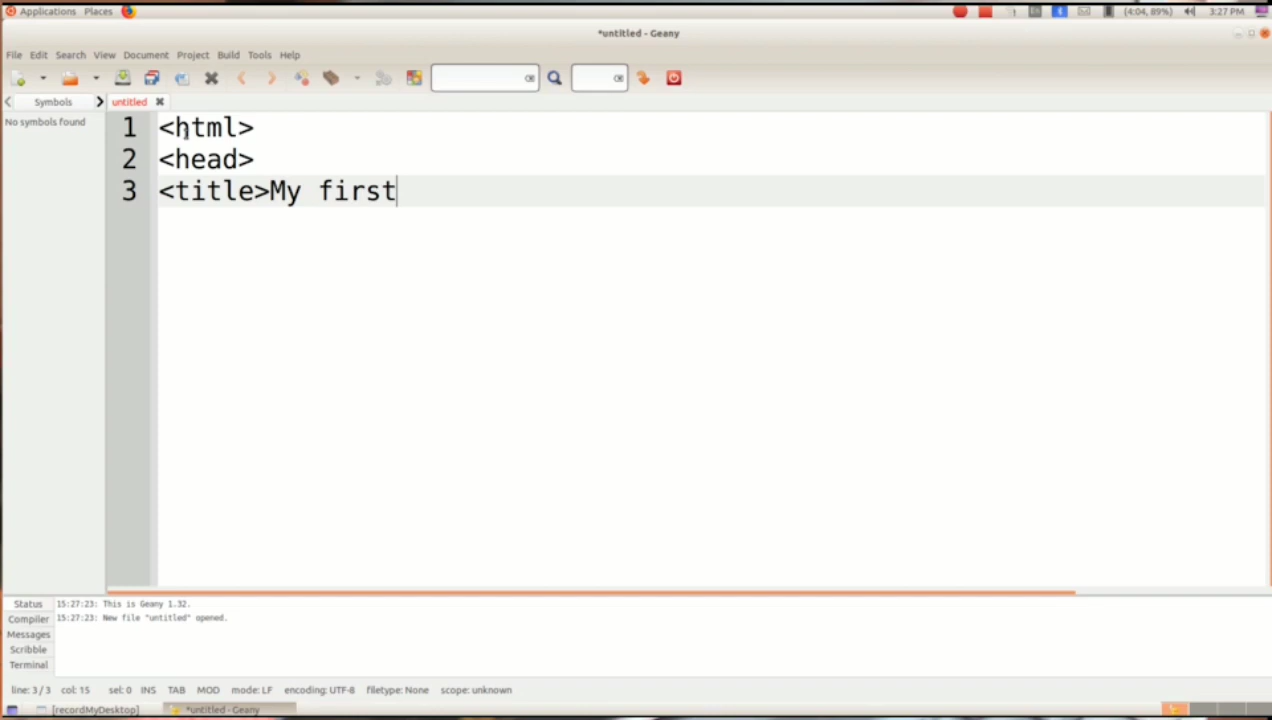 Applications Places (4:04, 89%) 3:27 PM
*untitled - Geany
File Edit Search View Document Project Build Tools Help
Symbols untitled
No symbols found
1 <html>
2 <head>
3 <title>My first
Status 15:27:23: This is Geany 1.32.
Compiler 15:27:23: New file "untitled" opened.
Messages
Scribble
Terminal
line: 3 / 3 col: 15 sel: 0 INS TAB MOD mode: LF encoding: UTF-8 filetype: None scope: unknown
[recordMyDesktop] *untitled - Geany